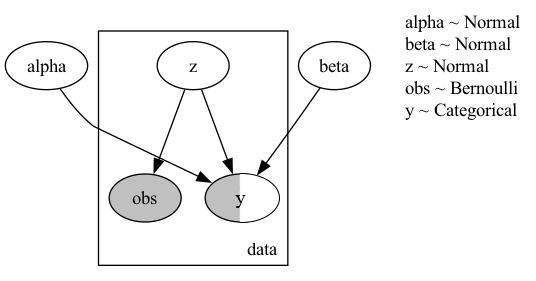 alpha
z
beta
obs
y
data
alpha ~ Normal
beta ~ Normal
z ~ Normal
obs ~ Bernoulli
y ~ Categorical